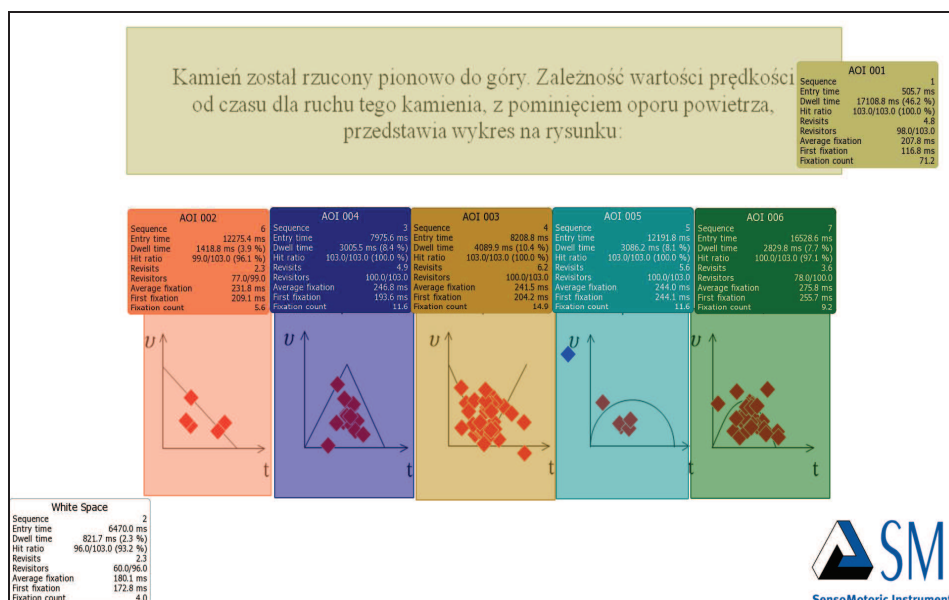 Kamień został rzucony pionowo do góry. Zależność wartości prędkości
od czasu dla ruchu tego kamienia, z pominięciem oporu powietrza,
przedstawia wykres na rysunku:
AOI 001
Sequence 1
Entry time 505.7 ms
Dwell time 17108.8 ms (46.2 %)
Hit ratio 103.0/103.0 (100.0 %)
Revisits 4.8
Revisitors 98.0/103.0
Average fixation 207.8 ms
First fixation 116.8 ms
Fixation count 71.2
AOI 002
Sequence 6
Entry time 12275.4 ms
Dwell time 1418.8 ms (3.9 %)
Hit ratio 99.0/103.0 (96.1 %)
Revisits 2.3
Revisitors 77.0/99.0
Average fixation 231.8 ms
First fixation 209.1 ms
Fixation count 5.6
AOI 004
Sequence 3
Entry time 7975.6 ms
Dwell time 3005.5 ms (8.4 %)
Hit ratio 103.0/103.0 (100.0 %)
Revisits 4.9
Revisitors 100.0/103.0
Average fixation 246.8 ms
First fixation 193.6 ms
Fixation count 11.6
AOI 003
Sequence 4
Entry time 8208.8 ms
Dwell time 4089.9 ms (10.4 %)
Hit ratio 103.0/103.0 (100.0 %)
Revisits 6.2
Revisitors 100.0/103.0
Average fixation 241.5 ms
First fixation 204.2 ms
Fixation count 14.9
AOI 005
Sequence 5
Entry time 12191.8 ms
Dwell time 3086.2 ms (8.1 %)
Hit ratio 103.0/103.0 (100.0 %)
Revisits 5.6
Revisitors 100.0/103.0
Average fixation 244.0 ms
First fixation 244.1 ms
Fixation count 11.6
AOI 006
Sequence 7
Entry time 16528.6 ms
Dwell time 2829.8 ms (7.7 %)
Hit ratio 100.0/103.0 (97.1 %)
Revisits 3.6
Revisitors 78.0/100.0
Average fixation 275.8 ms
First fixation 255.7 ms
Fixation count 9.2
υ υ υ υ υ
t t t t t
White Space
Sequence 2
Entry time 6470.0 ms
Dwell time 821.7 ms (2.3 %)
Hit ratio 96.0/103.0 (93.2 %)
Revisits 2.3
Revisitors 60.0/96.0
Average fixation 180.1 ms
First fixation 172.8 ms
Fixation count 4.0
SM
SensoMotoric Instrument